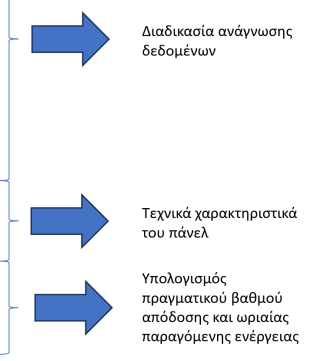 Διαδικασία ανάγνωσης
δεδομένων
Τεχνικά χαρακτηριστικά
του πάνελ
Υπολογισμός
πραγματικού βαθμού
απόδοσης και ωριαίας
παραγόμενης ενέργειας